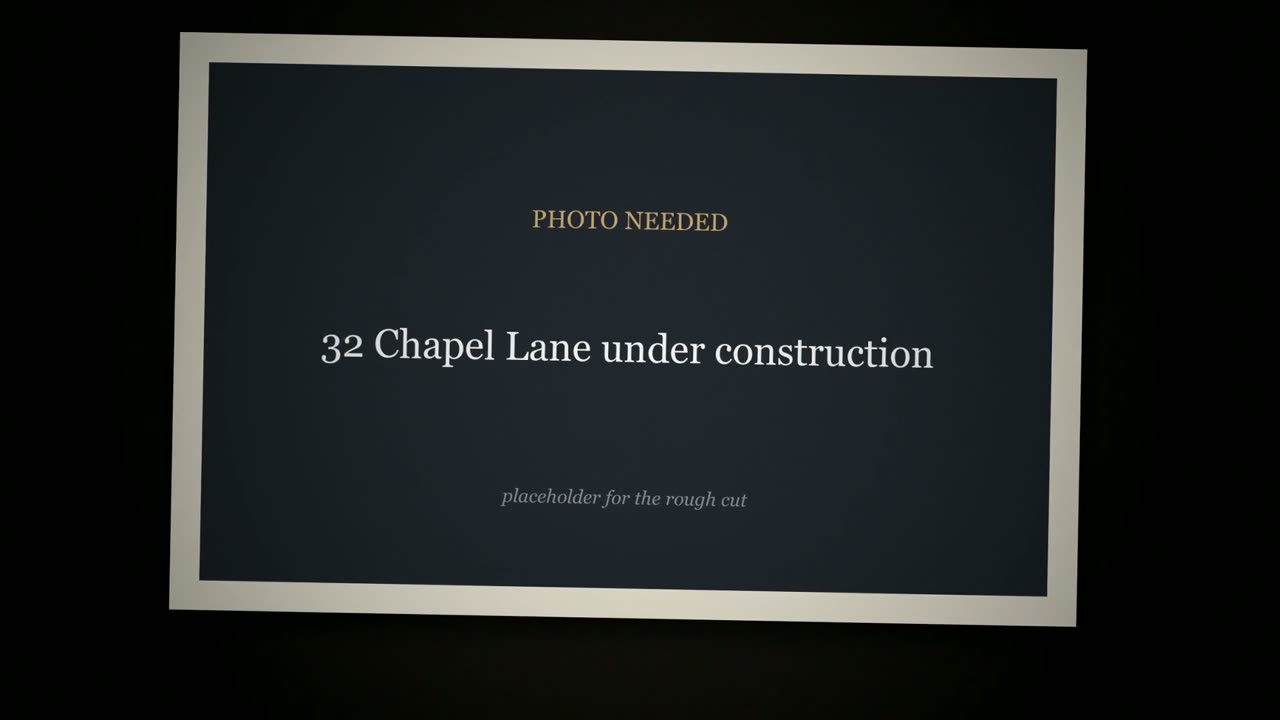 PHOTO NEEDED
32 Chapel Lane under construction
placeholder for the rough cut